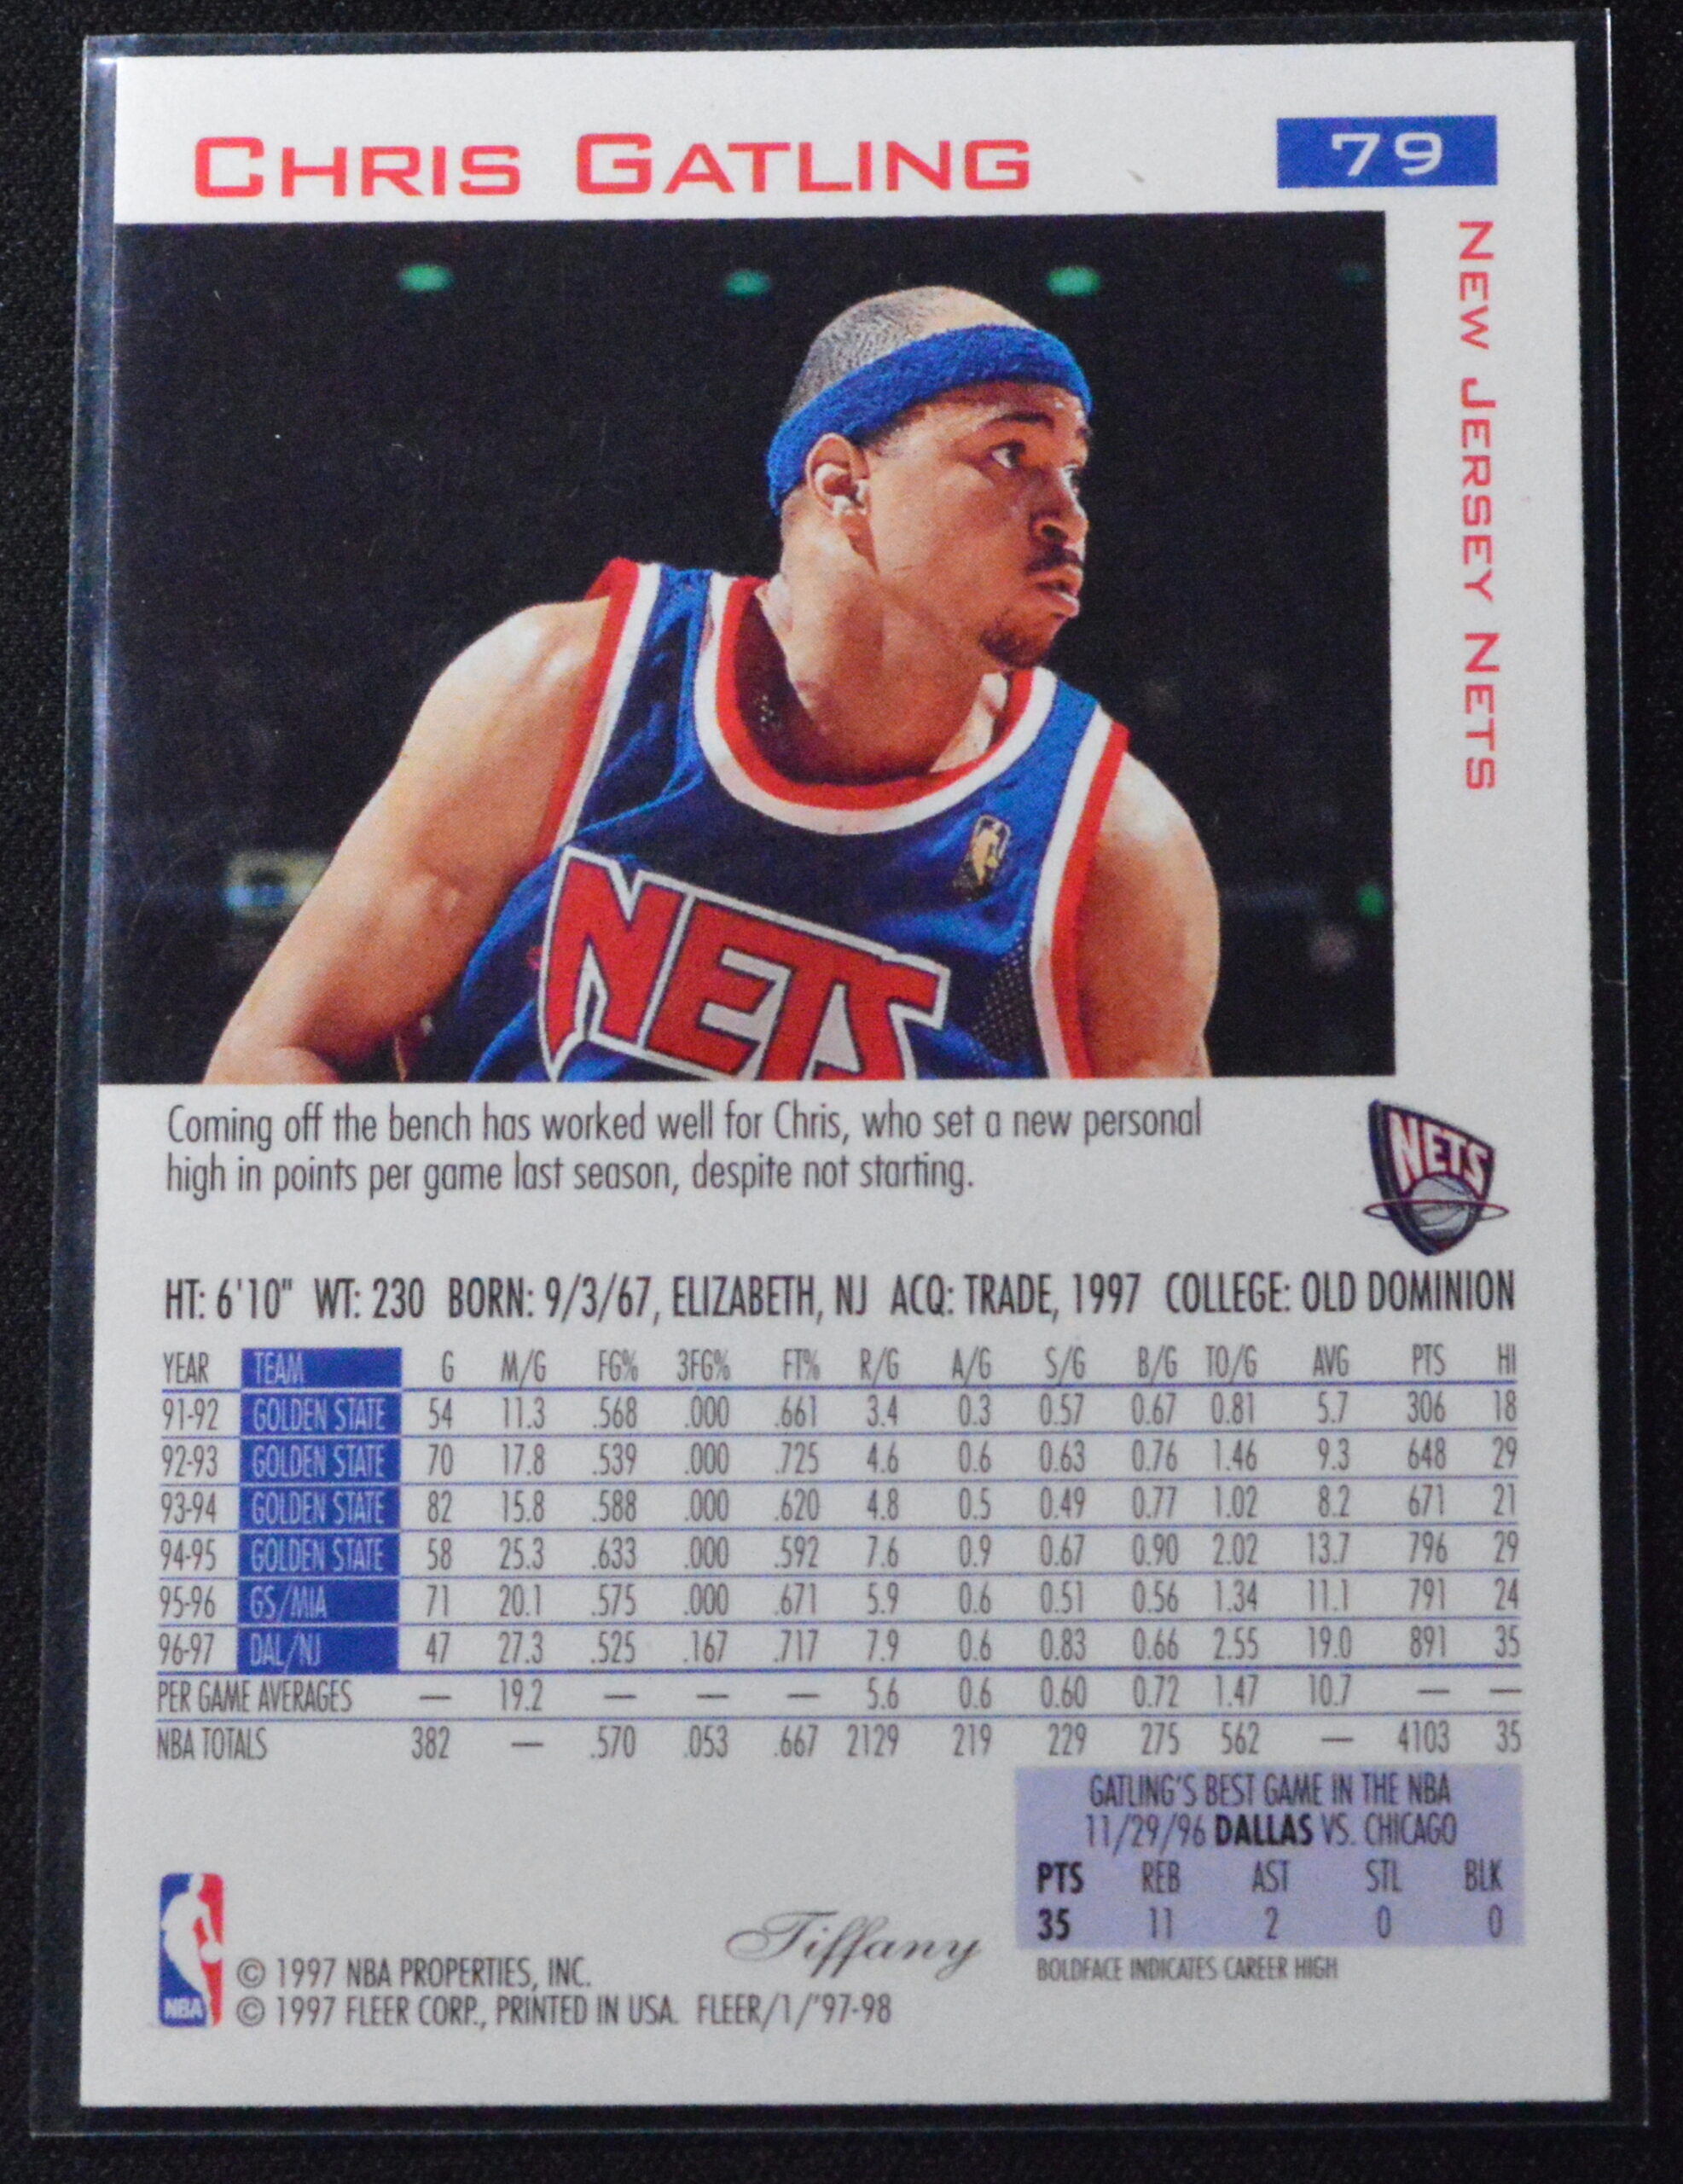 CHRIS GATLING
79
NEW JERSEY NETS
NETS
Coming off the bench has worked well for Chris, who set a new personal
high in points per game last season, despite not starting.
NETS
HT: 6'10" WT: 230 BORN: 9/3/67, ELIZABETH, NJ ACQ: TRADE, 1997 COLLEGE: OLD DOMINION
YEAR TEAM G M/G FG% 3FG% FT% R/G A/G S/G B/G TO/G AVG PTS HI
91-92 GOLDEN STATE 54 11.3 .568 .000 .661 3.4 0.3 0.57 0.67 0.81 5.7 306 18
92-93 GOLDEN STATE 70 17.8 .539 .000 .725 4.6 0.6 0.63 0.76 1.46 9.3 648 29
93-94 GOLDEN STATE 82 15.8 .588 .000 .620 4.8 0.5 0.49 0.77 1.02 8.2 671 21
94-95 GOLDEN STATE 58 25.3 .633 .000 .592 7.6 0.9 0.67 0.90 2.02 13.7 796 29
95-96 GS/MIA 71 20.1 .575 .000 .671 5.9 0.6 0.51 0.56 1.34 11.1 791 24
96-97 DAL/NJ 47 27.3 .525 .167 .717 7.9 0.6 0.83 0.66 2.55 19.0 891 35
PER GAME AVERAGES — 19.2 — — — 5.6 0.6 0.60 0.72 1.47 10.7 — —
NBA TOTALS 382 — .570 .053 .667 2129 219 229 275 562 — 4103 35
GATLING'S BEST GAME IN THE NBA
11/29/96 DALLAS VS. CHICAGO
PTS REB AST STL BLK
35 11 2 0 0
BOLDFACE INDICATES CAREER HIGH
Tiffany
NBA
© 1997 NBA PROPERTIES, INC.
© 1997 FLEER CORP., PRINTED IN USA. FLEER/1/'97-98